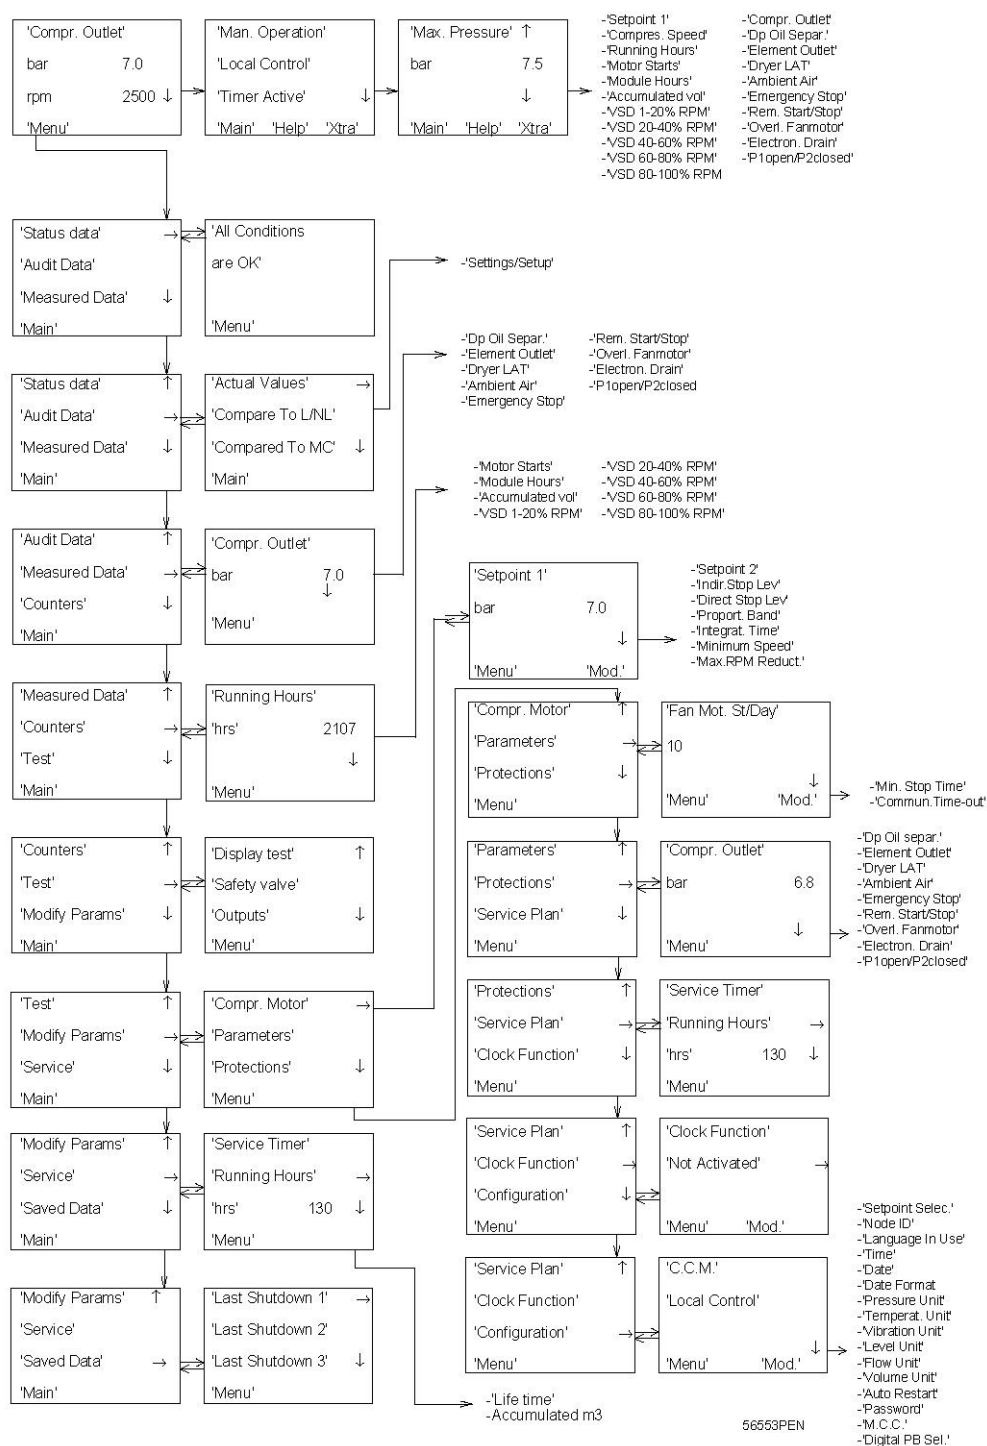 'Compr. Outlet'
bar 7.0
rpm 2500 ↓
'Menu'
'Man. Operation'
'Local Control'
'Timer Active' ↓
'Main' 'Help' 'Xtra'
'Max. Pressure' ↑
bar 7.5
↓
'Main' 'Help' 'Xtra'
-'Setpoint 1'
-'Compres. Speed'
-'Running Hours'
-'Motor Starts'
-'Module Hours'
-'Accumulated vol'
-'VSD 1-20% RPM'
-'VSD 20-40% RPM'
-'VSD 40-60% RPM'
-'VSD 60-80% RPM'
-'VSD 80-100% RPM
-'Compr. Outlet'
-'Dp Oil Separ.'
-'Element Outlet'
-'Dryer LAT'
-'Ambient Air'
-'Emergency Stop'
-'Rem. Start/Stop'
-'Overl. Fanmotor'
-'Electron. Drain'
-'P1open/P2closed'
'Status data' →
'Audit Data'
'Measured Data' ↓
'Main'
'All Conditions
are OK'
'Menu'
-'Settings/Setup'
'Status data' ↑
'Audit Data' →
'Measured Data' ↓
'Main'
'Actual Values' →
'Compare To L/NL'
'Compared To MC' ↓
'Main'
-'Dp Oil Separ.'
-'Element Outlet'
-'Dryer LAT'
-'Ambient Air'
-'Emergency Stop'
-'Rem. Start/Stop'
-'Overl. Fanmotor'
-'Electron. Drain'
-'P1open/P2closed
'Audit Data' ↑
'Measured Data' →
'Counters' ↓
'Main'
'Compr. Outlet'
bar 7.0
↓
'Menu'
-'Motor Starts'
-'Module Hours'
-'Accumulated vol'
-'VSD 1-20% RPM'
-'VSD 20-40% RPM'
-'VSD 40-60% RPM'
-'VSD 60-80% RPM'
-'VSD 80-100% RPM'
'Measured Data' ↑
'Counters' →
'Test' ↓
'Main'
'Running Hours'
'hrs' 2107
↓
'Menu'
'Setpoint 1'
bar 7.0
↓
'Menu' 'Mod.'
-'Setpoint 2'
-'Indir.Stop Lev'
-'Direct Stop Lev'
-'Proport. Band'
-'Integrat. Time'
-'Minimum Speed'
-'Max.RPM Reduct.'
'Compr. Motor' ↑
'Parameters' →
'Protections' ↓
'Menu'
'Fan Mot. St/Day'
10
↓
'Menu' 'Mod.'
-'Min. Stop Time'
-'Commun.Time-out'
'Counters' ↑
'Test' →
'Modify Params' ↓
'Main'
'Display test' ↑
'Safety valve'
'Outputs' ↓
'Menu'
'Parameters' ↑
'Protections' →
'Service Plan' ↓
'Menu'
'Compr. Outlet'
bar 6.8
↓
'Menu'
-'Dp Oil separ.'
-'Element Outlet'
-'Dryer LAT'
-'Ambient Air'
-'Emergency Stop'
-'Rem. Start/Stop'
-'Overl. Fanmotor'
-'Electron. Drain'
-'P1open/P2closed'
'Test' ↑
'Modify Params' →
'Service' ↓
'Main'
'Compr. Motor' →
'Parameters'
'Protections' ↓
'Menu'
'Protections' ↑
'Service Plan' →
'Clock Function' ↓
'Menu'
'Service Timer'
'Running Hours' →
'hrs' 130 ↓
'Menu'
'Modify Params' ↑
'Service' →
'Saved Data' ↓
'Main'
'Service Timer'
'Running Hours' →
'hrs' 130 ↓
'Menu'
'Service Plan' ↑
'Clock Function' →
'Configuration' ↓
'Menu'
'Clock Function'
'Not Activated' →
'Menu' 'Mod.'
'Modify Params' ↑
'Service'
'Saved Data' →
'Main'
'Last Shutdown 1' →
'Last Shutdown 2'
'Last Shutdown 3' ↓
'Menu'
-'Life time'
-Accumulated m3
'Service Plan' ↑
'Clock Function'
'Configuration' →
'Menu'
'C.C.M.'
'Local Control'
↓
'Menu' 'Mod.'
-'Setpoint Selec.'
-'Node ID'
-'Language In Use'
-'Time'
-'Date'
-'Date Format
-'Pressure Unit'
-'Temperat. Unit'
-'Vibration Unit'
-'Level Unit'
-'Flow Unit'
-'Volume Unit'
-'Auto Restart'
-'Password'
-'M.C.C.'
-'Digital PB Sel.'
56553PEN